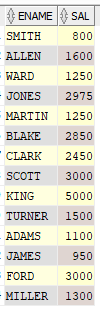 ENAME SAL
SMITH 800
ALLEN 1600
WARD 1250
JONES 2975
MARTIN 1250
BLAKE 2850
CLARK 2450
SCOTT 3000
KING 5000
TURNER 1500
ADAMS 1100
JAMES 950
FORD 3000
MILLER 1300